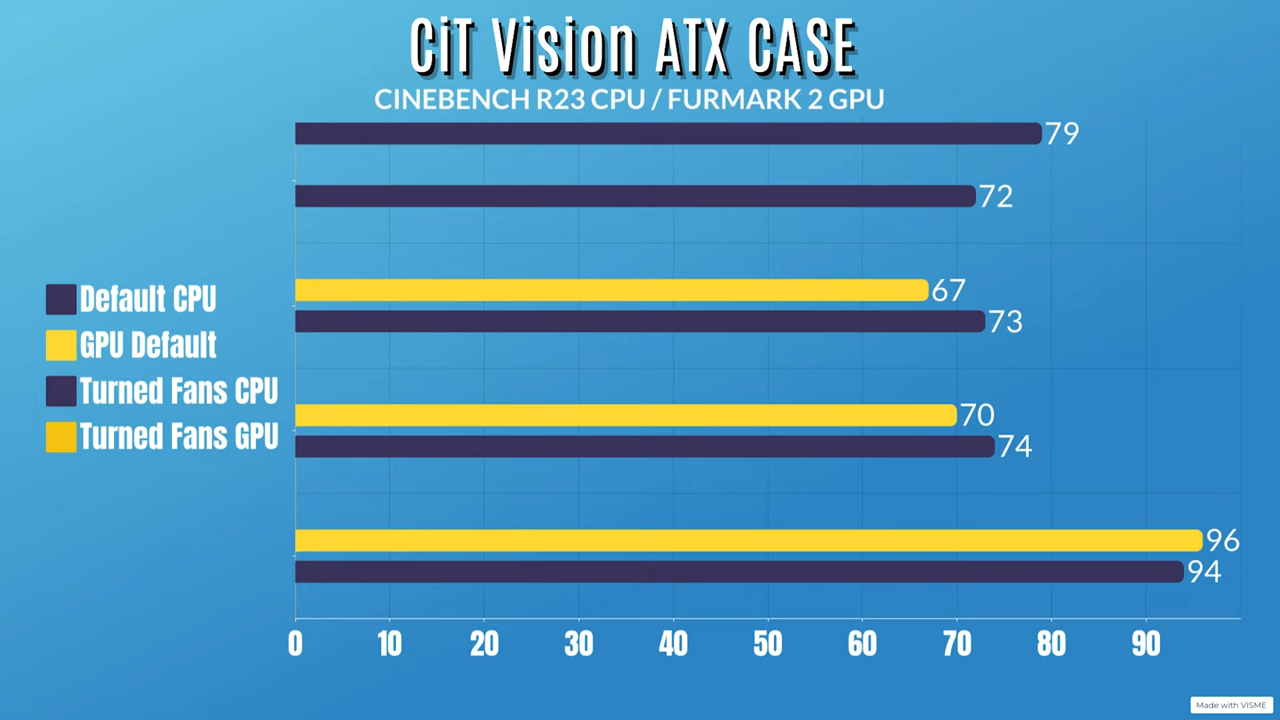 CiT Vision ATX CASE
CINEBENCH R23 CPU / FURMARK 2 GPU
79
72
67
73
70
74
96
94
Default CPU
GPU Default
Turned Fans CPU
Turned Fans GPU
0 10 20 30 40 50 60 70 80 90
Made with VISME